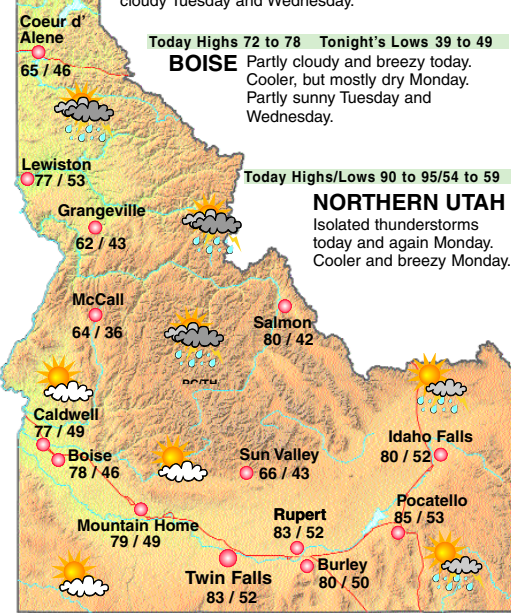 cloudy Tuesday and Wednesday.
Today Highs 72 to 78 Tonight's Lows 39 to 49
BOISE Partly cloudy and breezy today.
Cooler, but mostly dry Monday.
Partly sunny Tuesday and
Wednesday.
Today Highs/Lows 90 to 95/54 to 59
NORTHERN UTAH
Isolated thunderstorms
today and again Monday.
Cooler and breezy Monday.
Coeur d'
Alene
65 / 46
Lewiston
77 / 53
Grangeville
62 / 43
McCall
64 / 36
Salmon
80 / 42
Caldwell
77 / 49
Boise
78 / 46
Sun Valley
66 / 43
Idaho Falls
80 / 52
Mountain Home
79 / 49
Rupert
83 / 52
Pocatello
85 / 53
Twin Falls
83 / 52
Burley
80 / 50